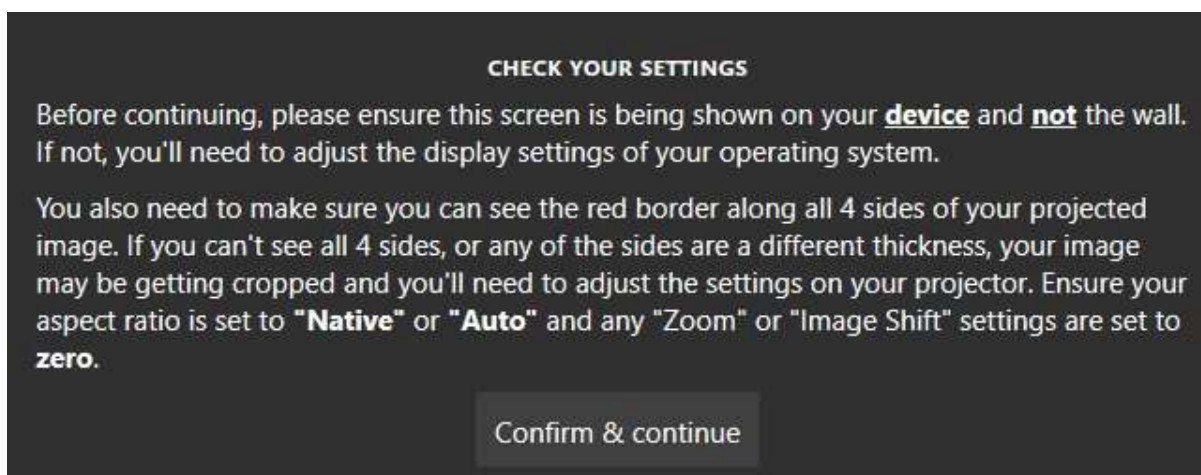 CHECK YOUR SETTINGS
Before continuing, please ensure this screen is being shown on your device and not the wall.
If not, you'll need to adjust the display settings of your operating system.
You also need to make sure you can see the red border along all 4 sides of your projected
image. If you can't see all 4 sides, or any of the sides are a different thickness, your image
may be getting cropped and you'll need to adjust the settings on your projector. Ensure your
aspect ratio is set to "Native" or "Auto" and any "Zoom" or "Image Shift" settings are set to
zero.
Confirm & continue